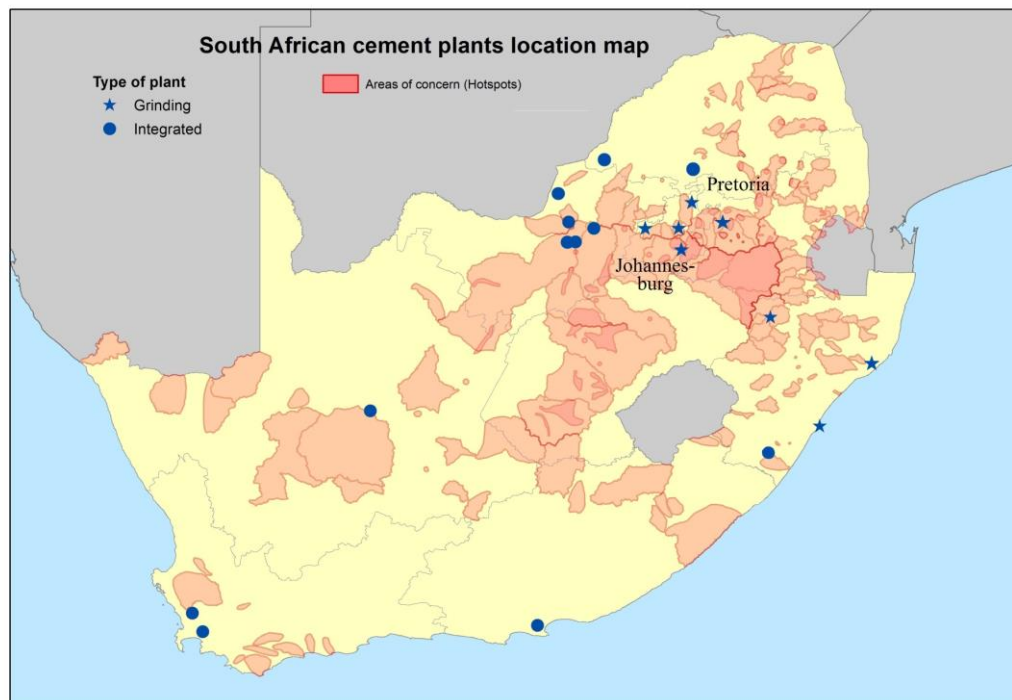 South African cement plants location map
Type of plant
Grinding
Integrated
Areas of concern (Hotspots)
Pretoria
Johannes-
burg